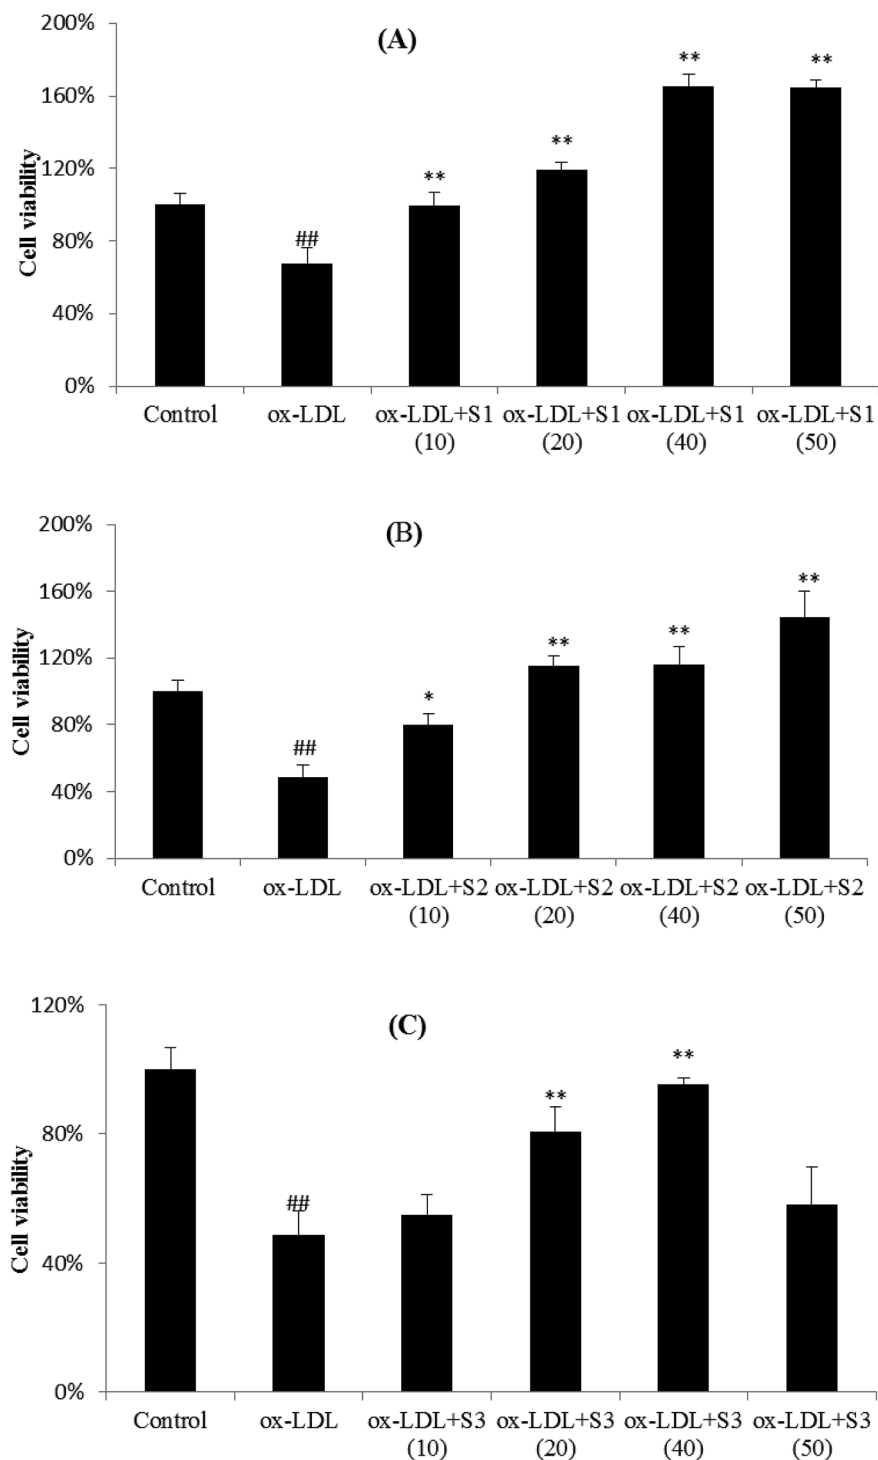 (A)
200%
160%
120%
80%
40%
0%
Cell viability
**
**
**
**
##
Control ox-LDL ox-LDL+S1 ox-LDL+S1 ox-LDL+S1 ox-LDL+S1
(10) (20) (40) (50)
(B)
200%
160%
120%
80%
40%
0%
Cell viability
**
**
**
*
##
Control ox-LDL ox-LDL+S2 ox-LDL+S2 ox-LDL+S2 ox-LDL+S2
(10) (20) (40) (50)
(C)
120%
80%
40%
0%
Cell viability
**
**
##
Control ox-LDL ox-LDL+S3 ox-LDL+S3 ox-LDL+S3 ox-LDL+S3
(10) (20) (40) (50)